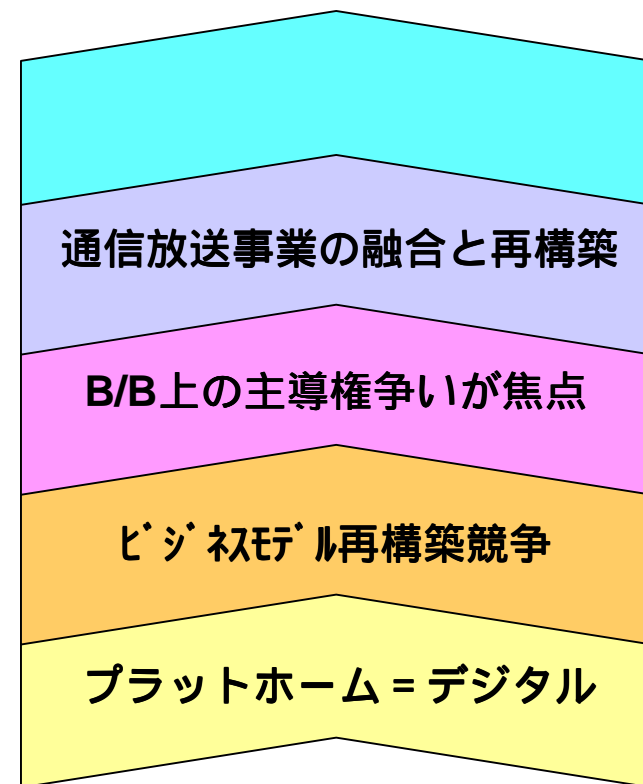 通信放送事業の融合と再構築
B/B上の主導権争いが焦点
ﾋﾞｼﾞﾈｽﾓﾃﾞﾙ再構築競争
プラットホーム = デジタル